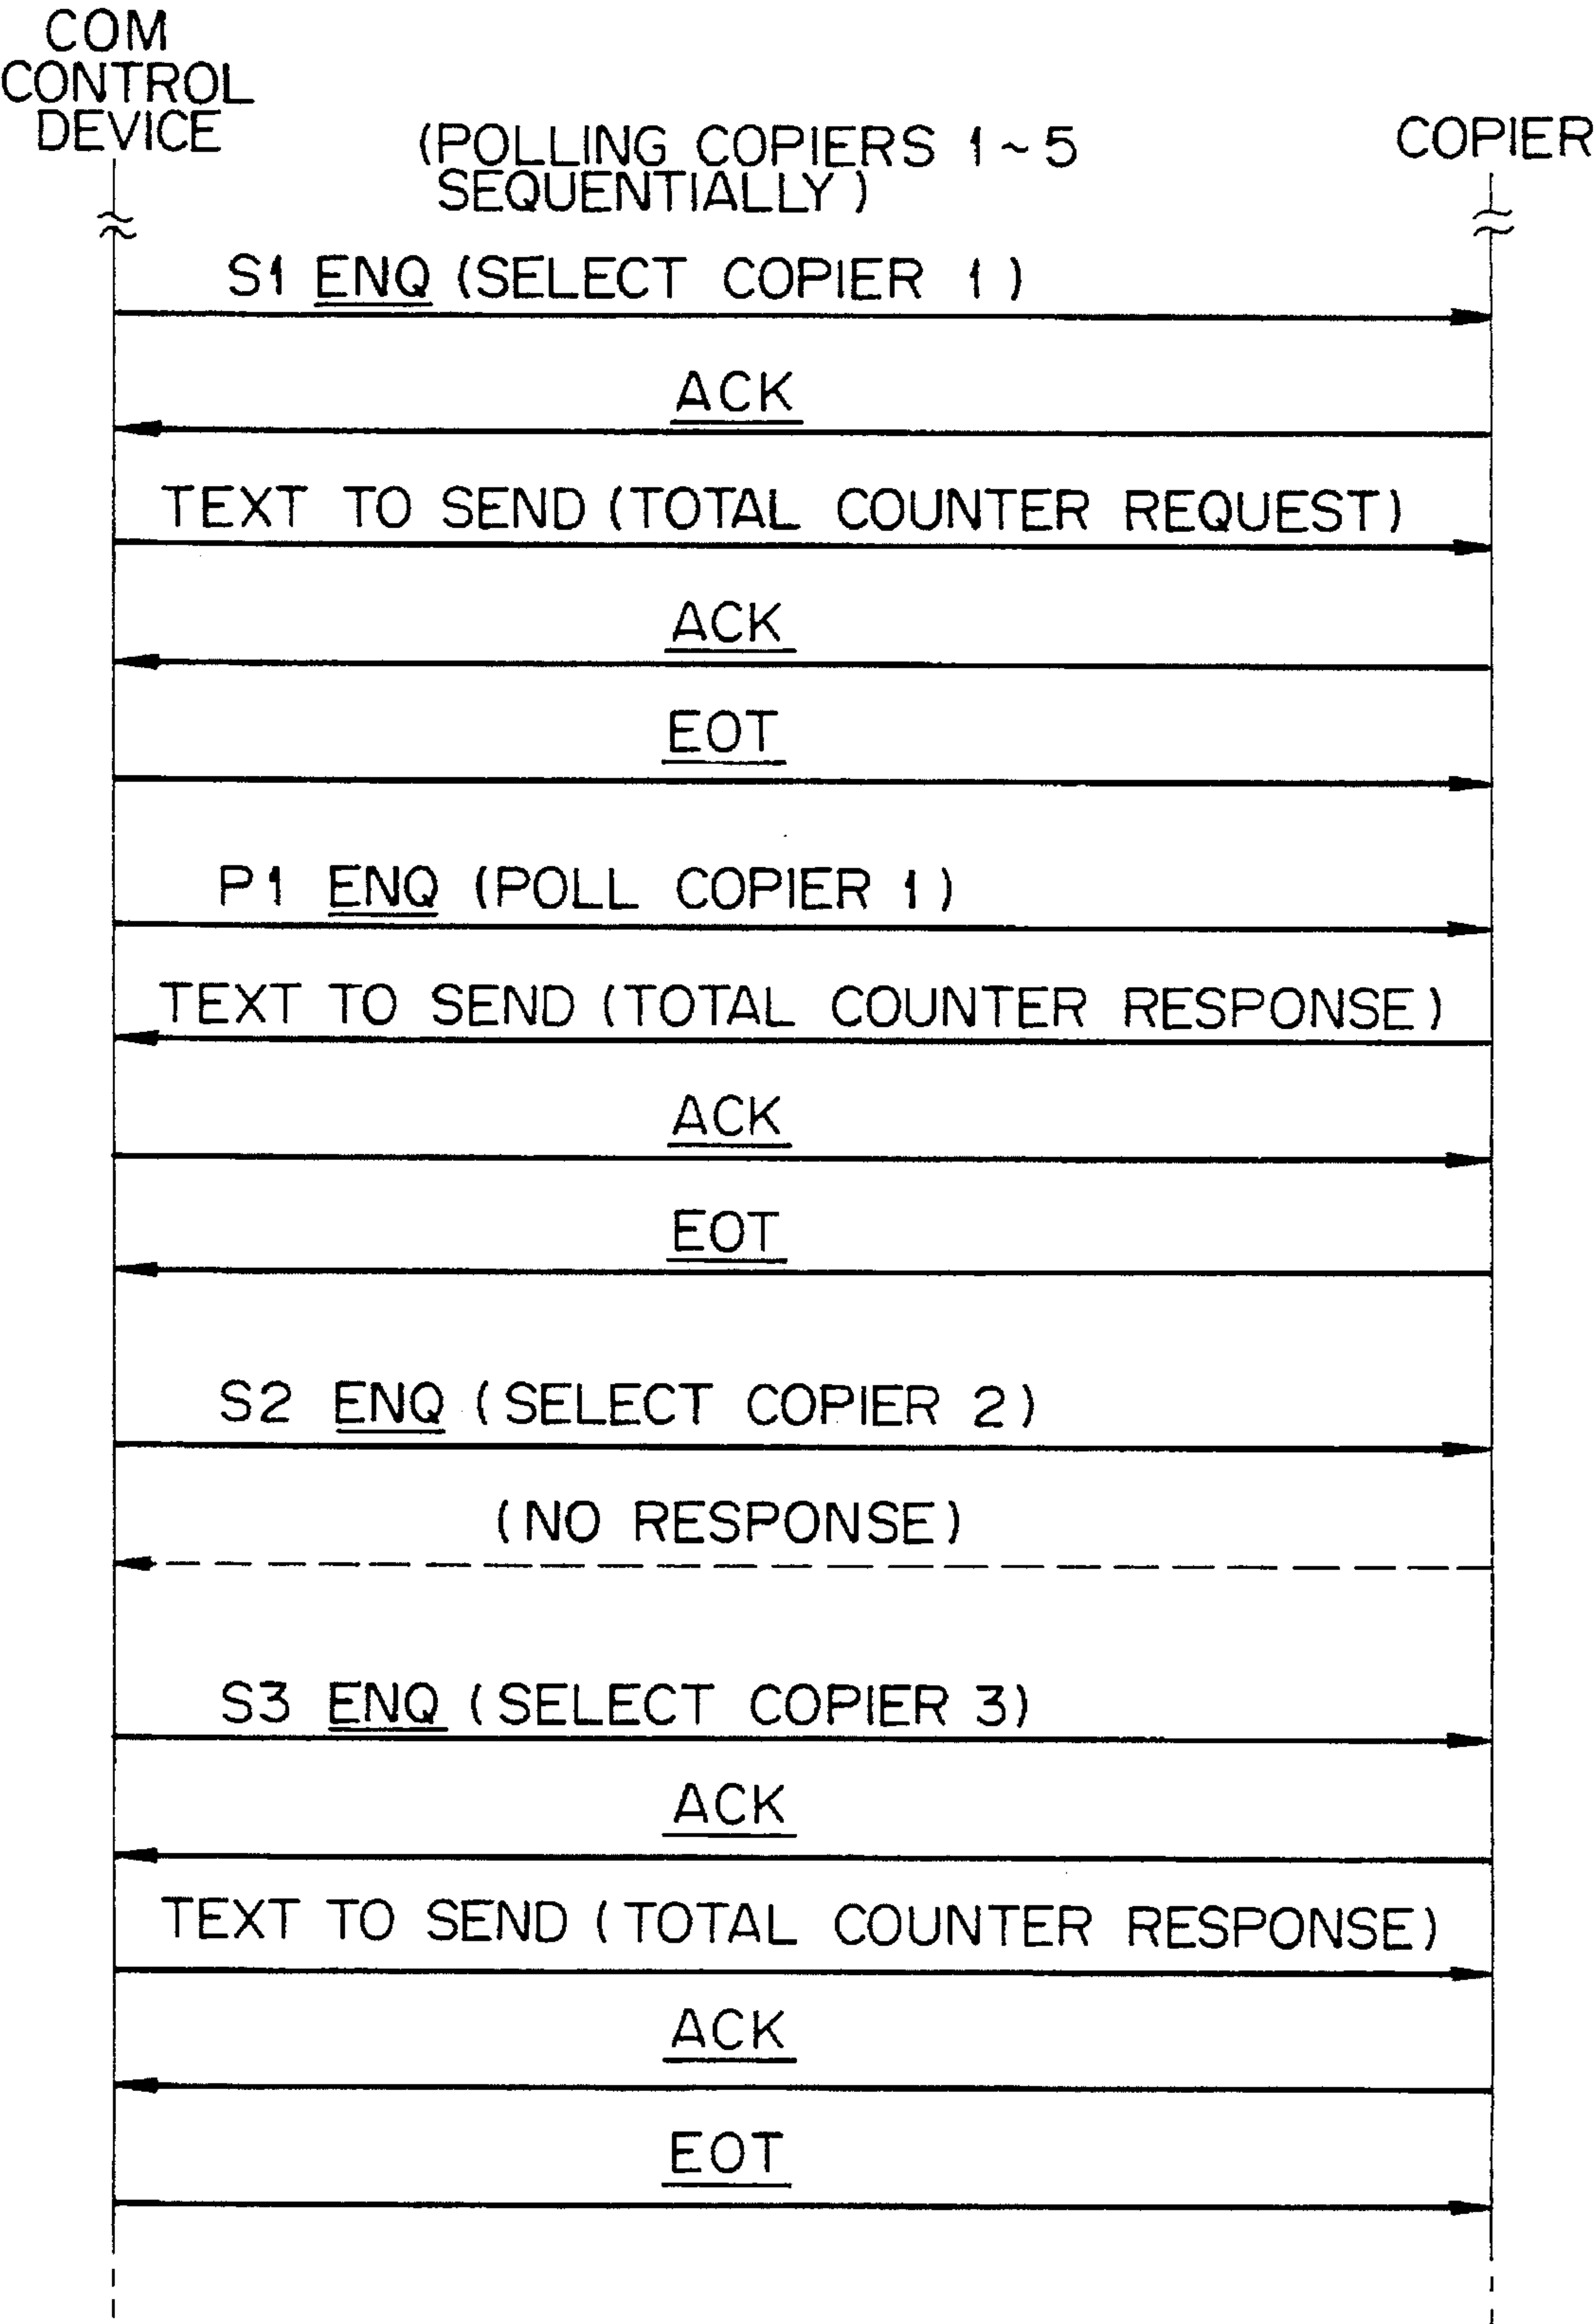 COM
CONTROL
DEVICE
(POLLING COPIERS 1~5
SEQUENTIALLY)
COPIER
S1 ENQ (SELECT COPIER 1)
ACK
TEXT TO SEND (TOTAL COUNTER REQUEST)
ACK
EOT
P1 ENQ (POLL COPIER 1)
TEXT TO SEND (TOTAL COUNTER RESPONSE)
ACK
EOT
S2 ENQ (SELECT COPIER 2)
(NO RESPONSE)
S3 ENQ (SELECT COPIER 3)
ACK
TEXT TO SEND (TOTAL COUNTER RESPONSE)
ACK
EOT